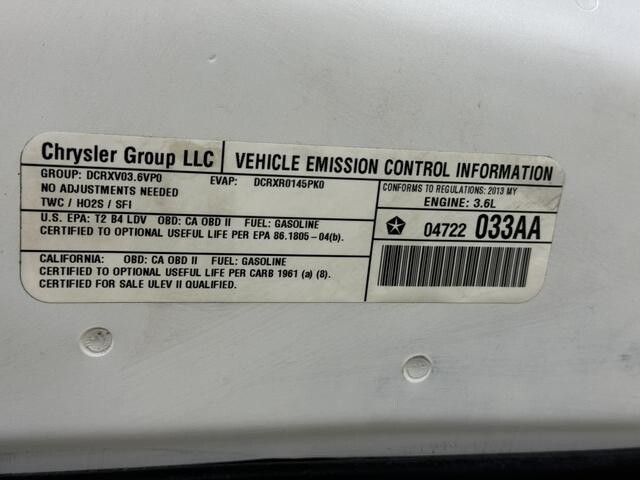 Chrysler Group LLC
VEHICLE EMISSION CONTROL INFORMATION
GROUP: DCRXV03.6VP0 EVAP: DCRXR0145PK0
NO ADJUSTMENTS NEEDED
TWC / HO2S / SFI
CONFORMS TO REGULATIONS: 2013 MY
ENGINE: 3.6L
U.S. EPA: T2 B4 LDV OBD: CA OBD II FUEL: GASOLINE
CERTIFIED TO OPTIONAL USEFUL LIFE PER EPA 86.1805-04(b).
04722 033AA
CALIFORNIA: OBD: CA OBD II FUEL: GASOLINE
CERTIFIED TO OPTIONAL USEFUL LIFE PER CARB 1961 (a) (8).
CERTIFIED FOR SALE ULEV II QUALIFIED.